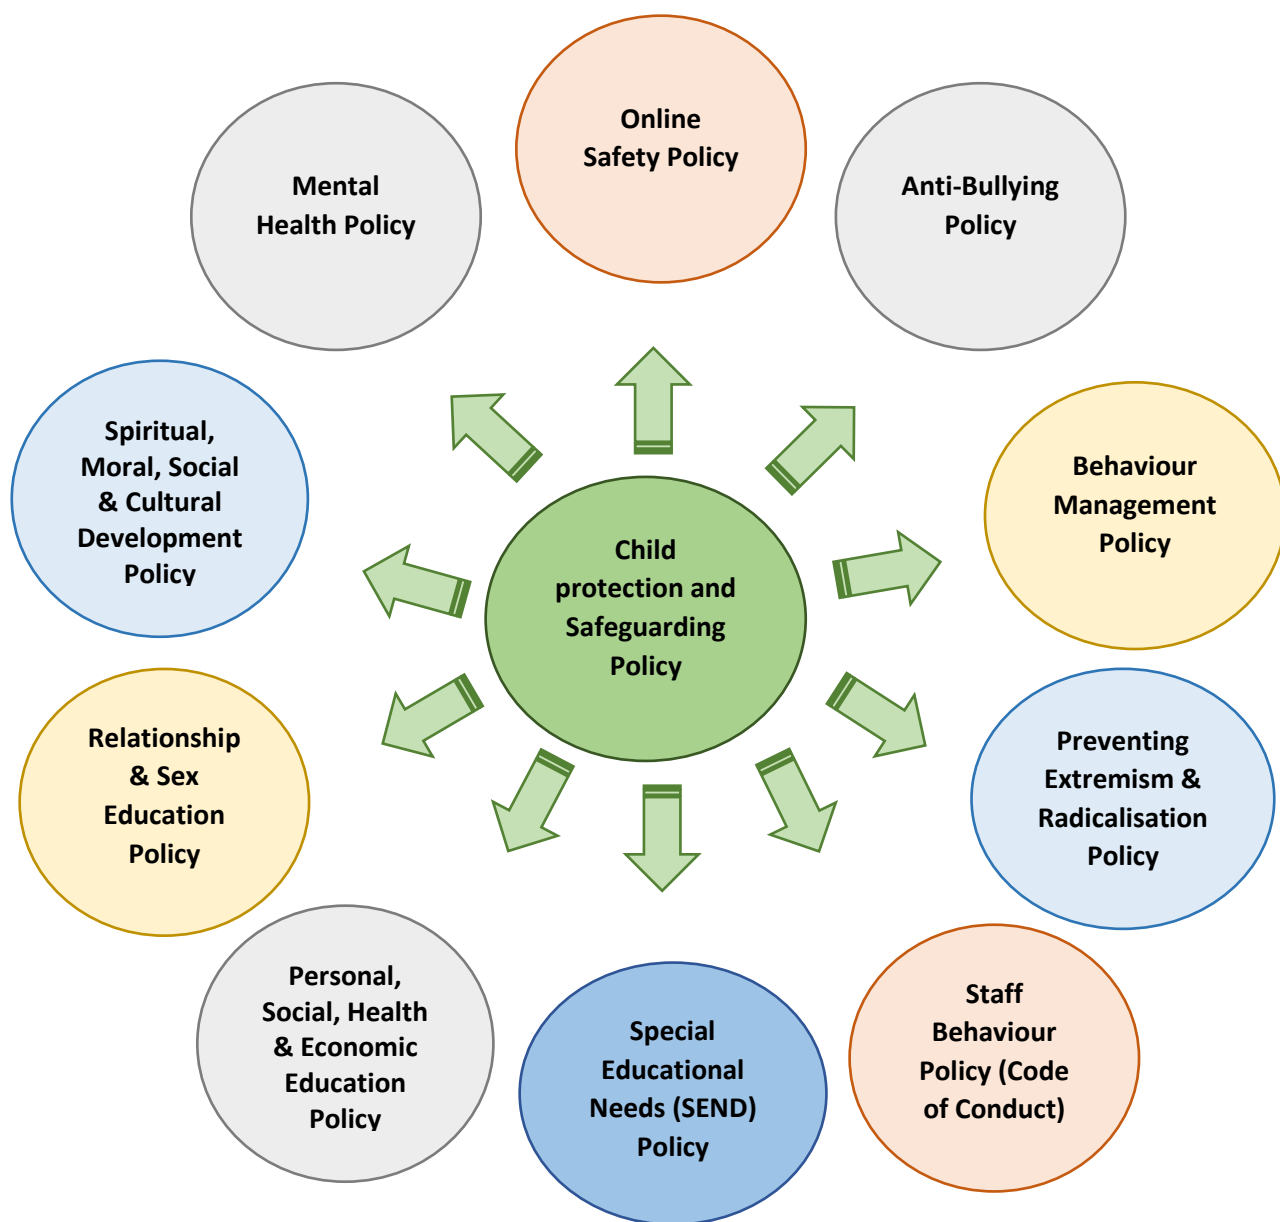 Online
Safety Policy
Mental
Health Policy
Anti-Bullying
Policy
Spiritual,
Moral, Social
& Cultural
Development
Policy
Behaviour
Management
Policy
Child
protection and
Safeguarding
Policy
Relationship
& Sex
Education
Policy
Preventing
Extremism &
Radicalisation
Policy
Personal,
Social, Health
& Economic
Education
Policy
Special
Educational
Needs (SEND)
Policy
Staff
Behaviour
Policy (Code
of Conduct)